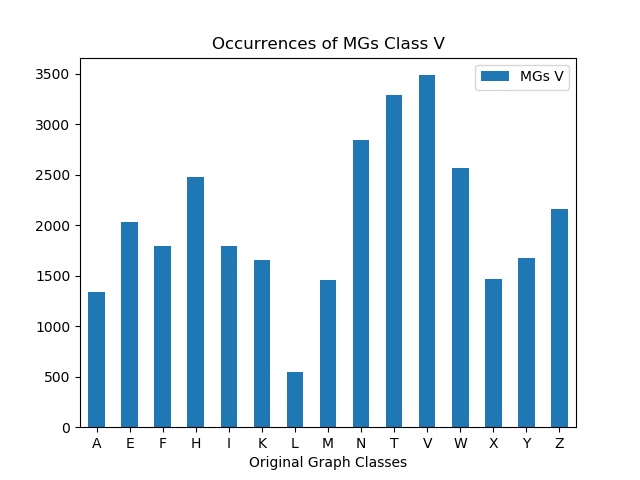 Occurrences of MGs Class V
MGs V
3500
3000
2500
2000
1500
1000
500
0
A E F H I K L M N T V W X Y Z
Original Graph Classes